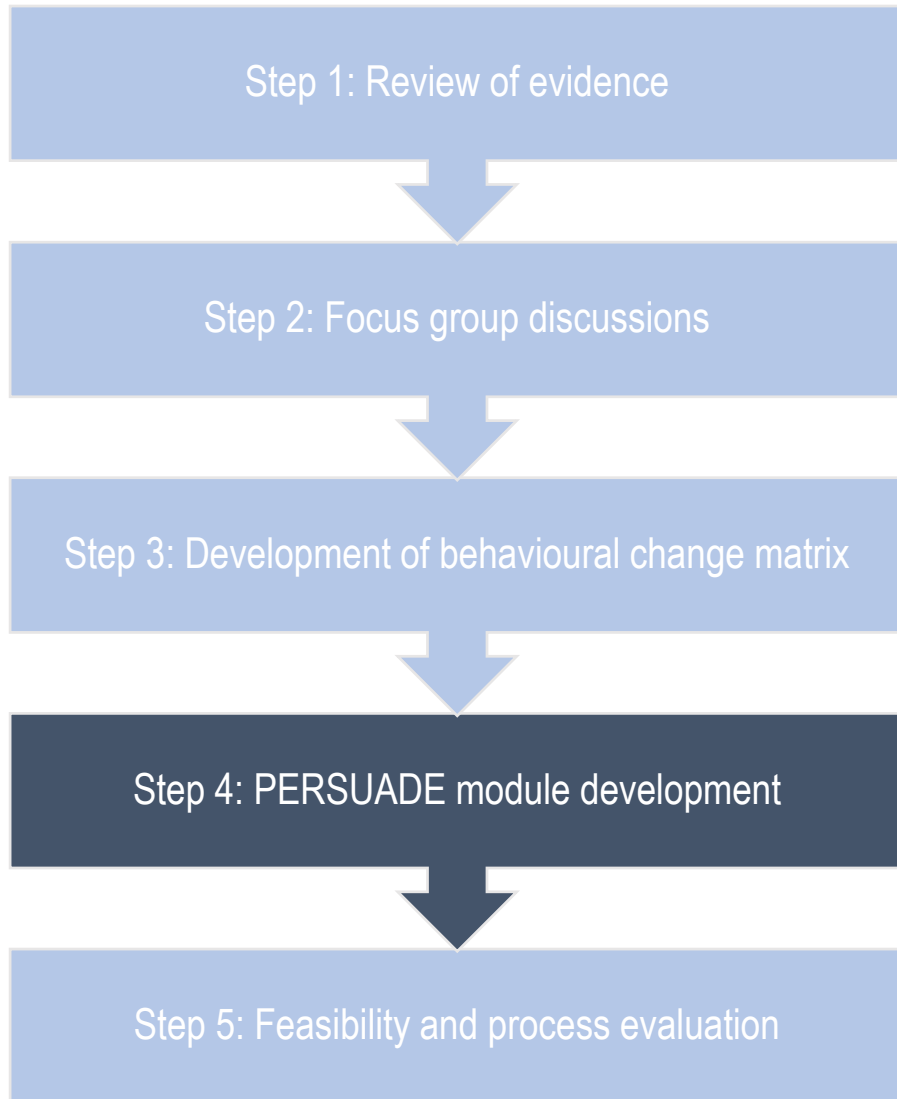 Step 1: Review of evidence
Step 2: Focus group discussions
Step 3: Development of behavioural change matrix
Step 4: PERSUADE module development
Step 5: Feasibility and process evaluation